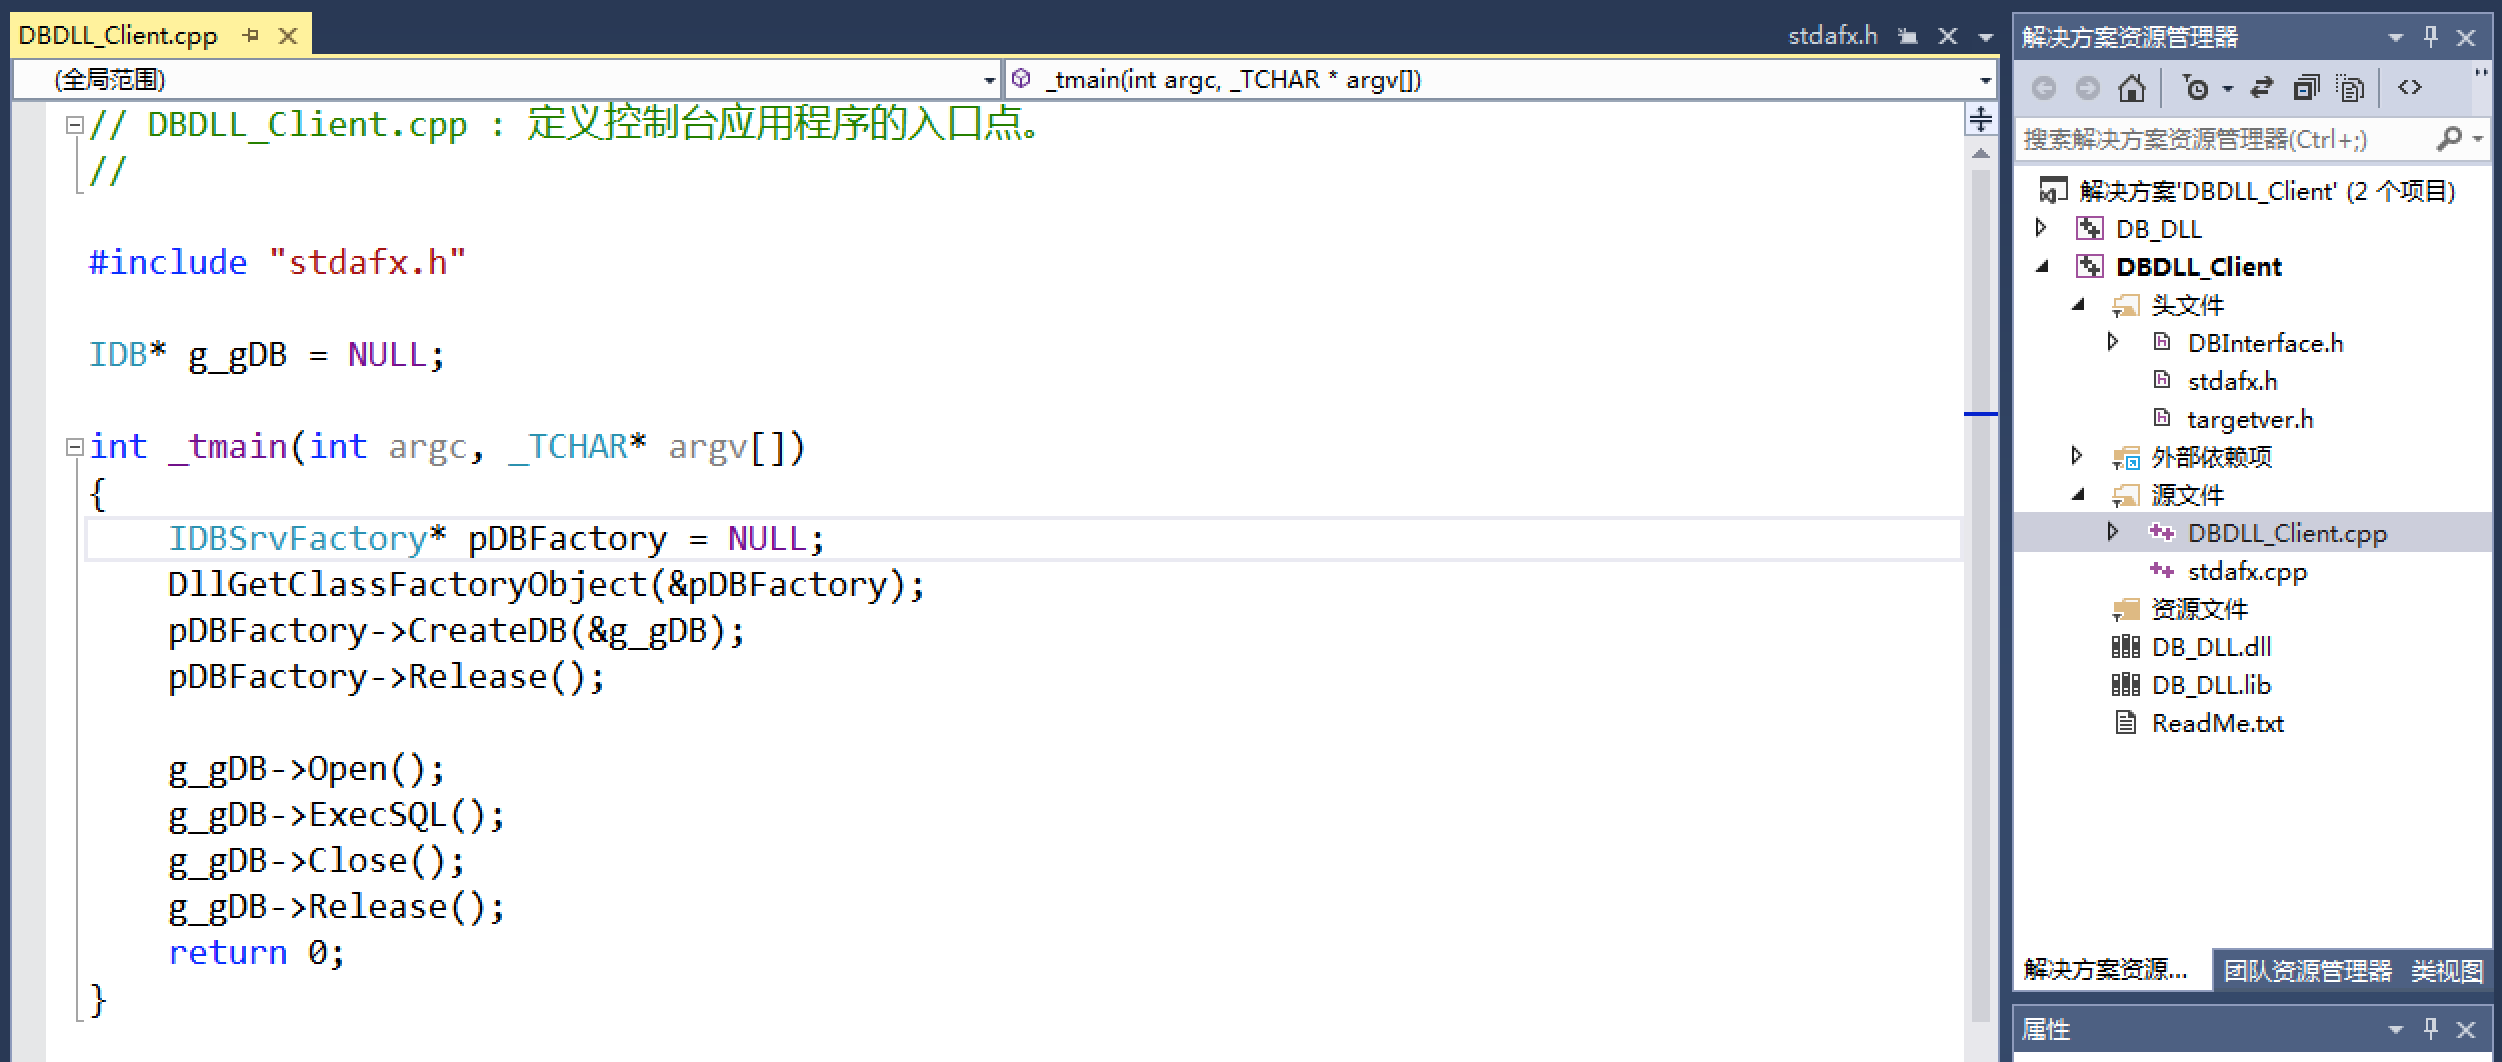 DBDLL_Client.cpp
stdafx.h
(全局范围)
_tmain(int argc, _TCHAR * argv[])
// DBDLL_Client.cpp : 定义控制台应用程序的入口点。
//
#include "stdafx.h"
IDB* g_gDB = NULL;
int _tmain(int argc, _TCHAR* argv[])
{
IDBSrvFactory* pDBFactory = NULL;
DllGetClassFactoryObject(&pDBFactory);
pDBFactory->CreateDB(&g_gDB);
pDBFactory->Release();
g_gDB->Open();
g_gDB->ExecSQL();
g_gDB->Close();
g_gDB->Release();
return 0;
}
解决方案资源管理器
搜索解决方案资源管理器(Ctrl+;)
解决方案'DBDLL_Client' (2 个项目)
DB_DLL
DBDLL_Client
头文件
DBInterface.h
stdafx.h
targetver.h
外部依赖项
源文件
DBDLL_Client.cpp
stdafx.cpp
资源文件
DB_DLL.dll
DB_DLL.lib
ReadMe.txt
解决方案资源...
团队资源管理器
类视图
属性